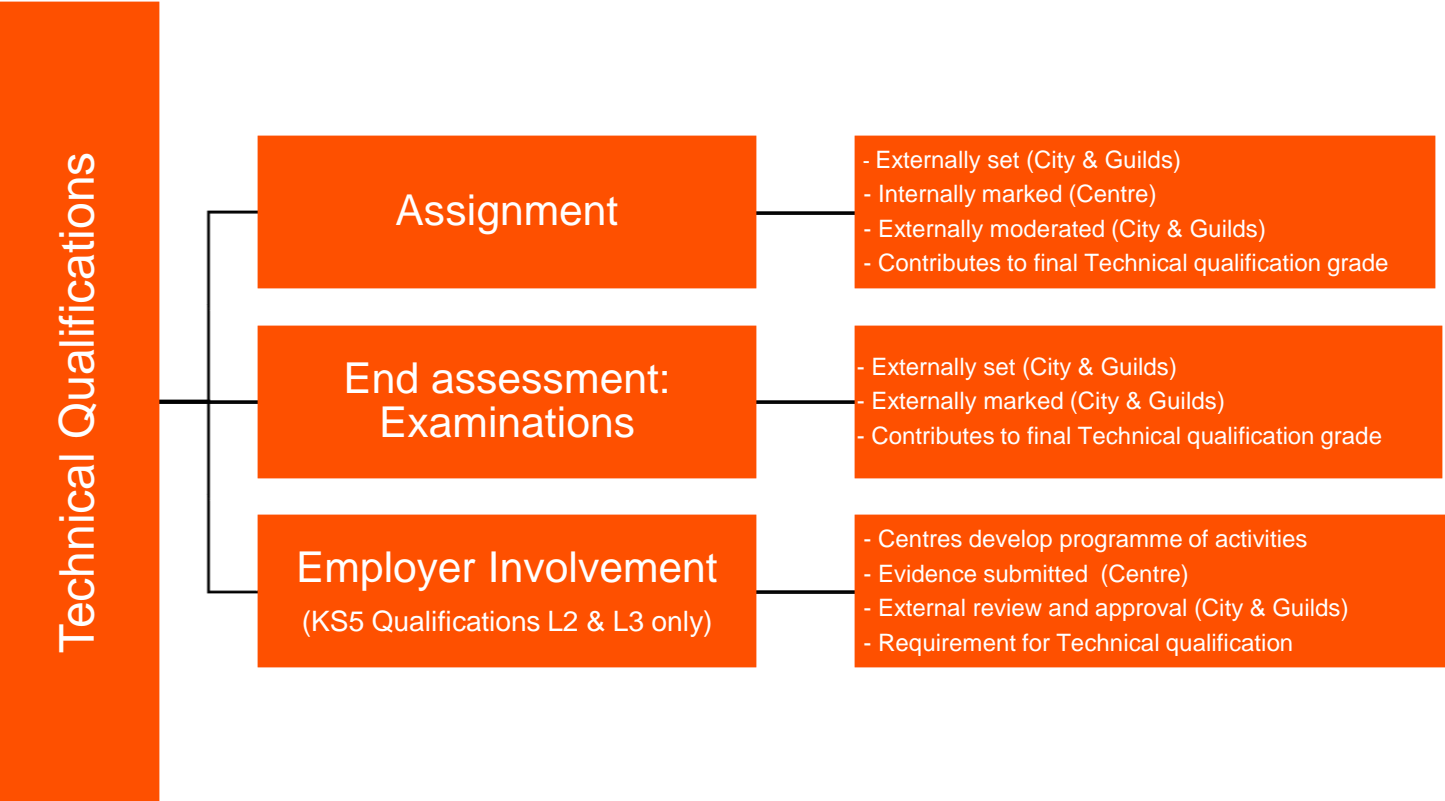 Technical Qualifications
Assignment
- Externally set (City & Guilds)
- Internally marked (Centre)
- Externally moderated (City & Guilds)
- Contributes to final Technical qualification grade
End assessment:
Examinations
- Externally set (City & Guilds)
- Externally marked (City & Guilds)
- Contributes to final Technical qualification grade
Employer Involvement
(KS5 Qualifications L2 & L3 only)
- Centres develop programme of activities
- Evidence submitted  (Centre)
- External review and approval (City & Guilds)
- Requirement for Technical qualification